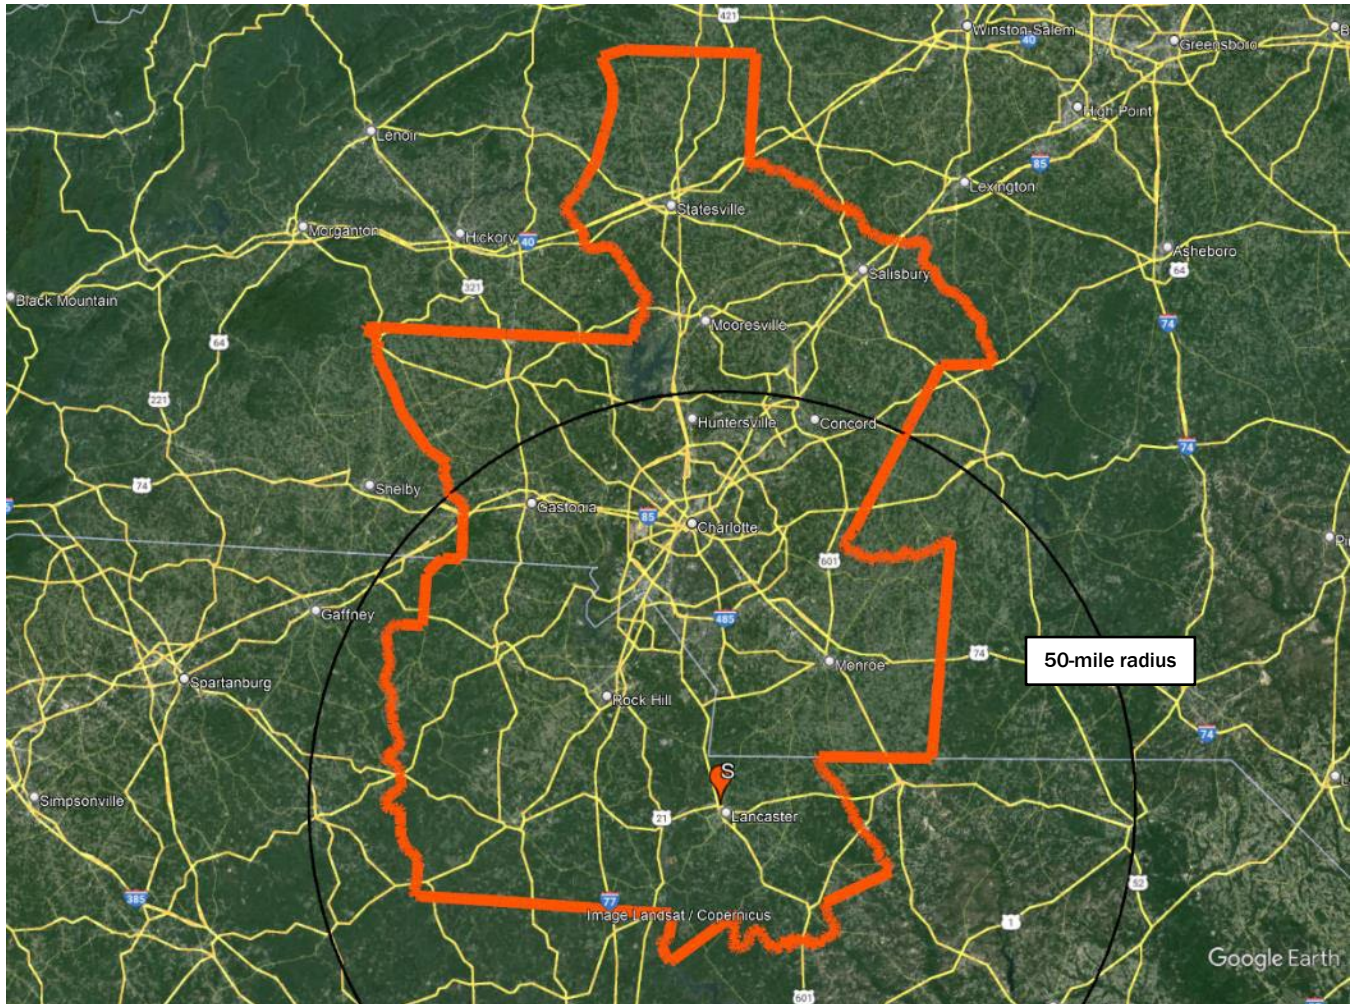 421
Winston-Salem
40
Greensboro
High Point
Lenoir
85
Lexington
Statesville
Morganton
Hickory
40
Asheboro
64
Salisbury
Black Mountain
321
Mooresville
74
64
221
Huntersville
Concord
74
74
Shelby
Gastonia
85
Charlotte
601
Gaffney
485
50-mile radius
74
Monroe
Spartanburg
Rock Hill
74
S
Simpsonville
21
Lancaster
52
385
77
Image Landsat / Copernicus
1
Google Earth
601